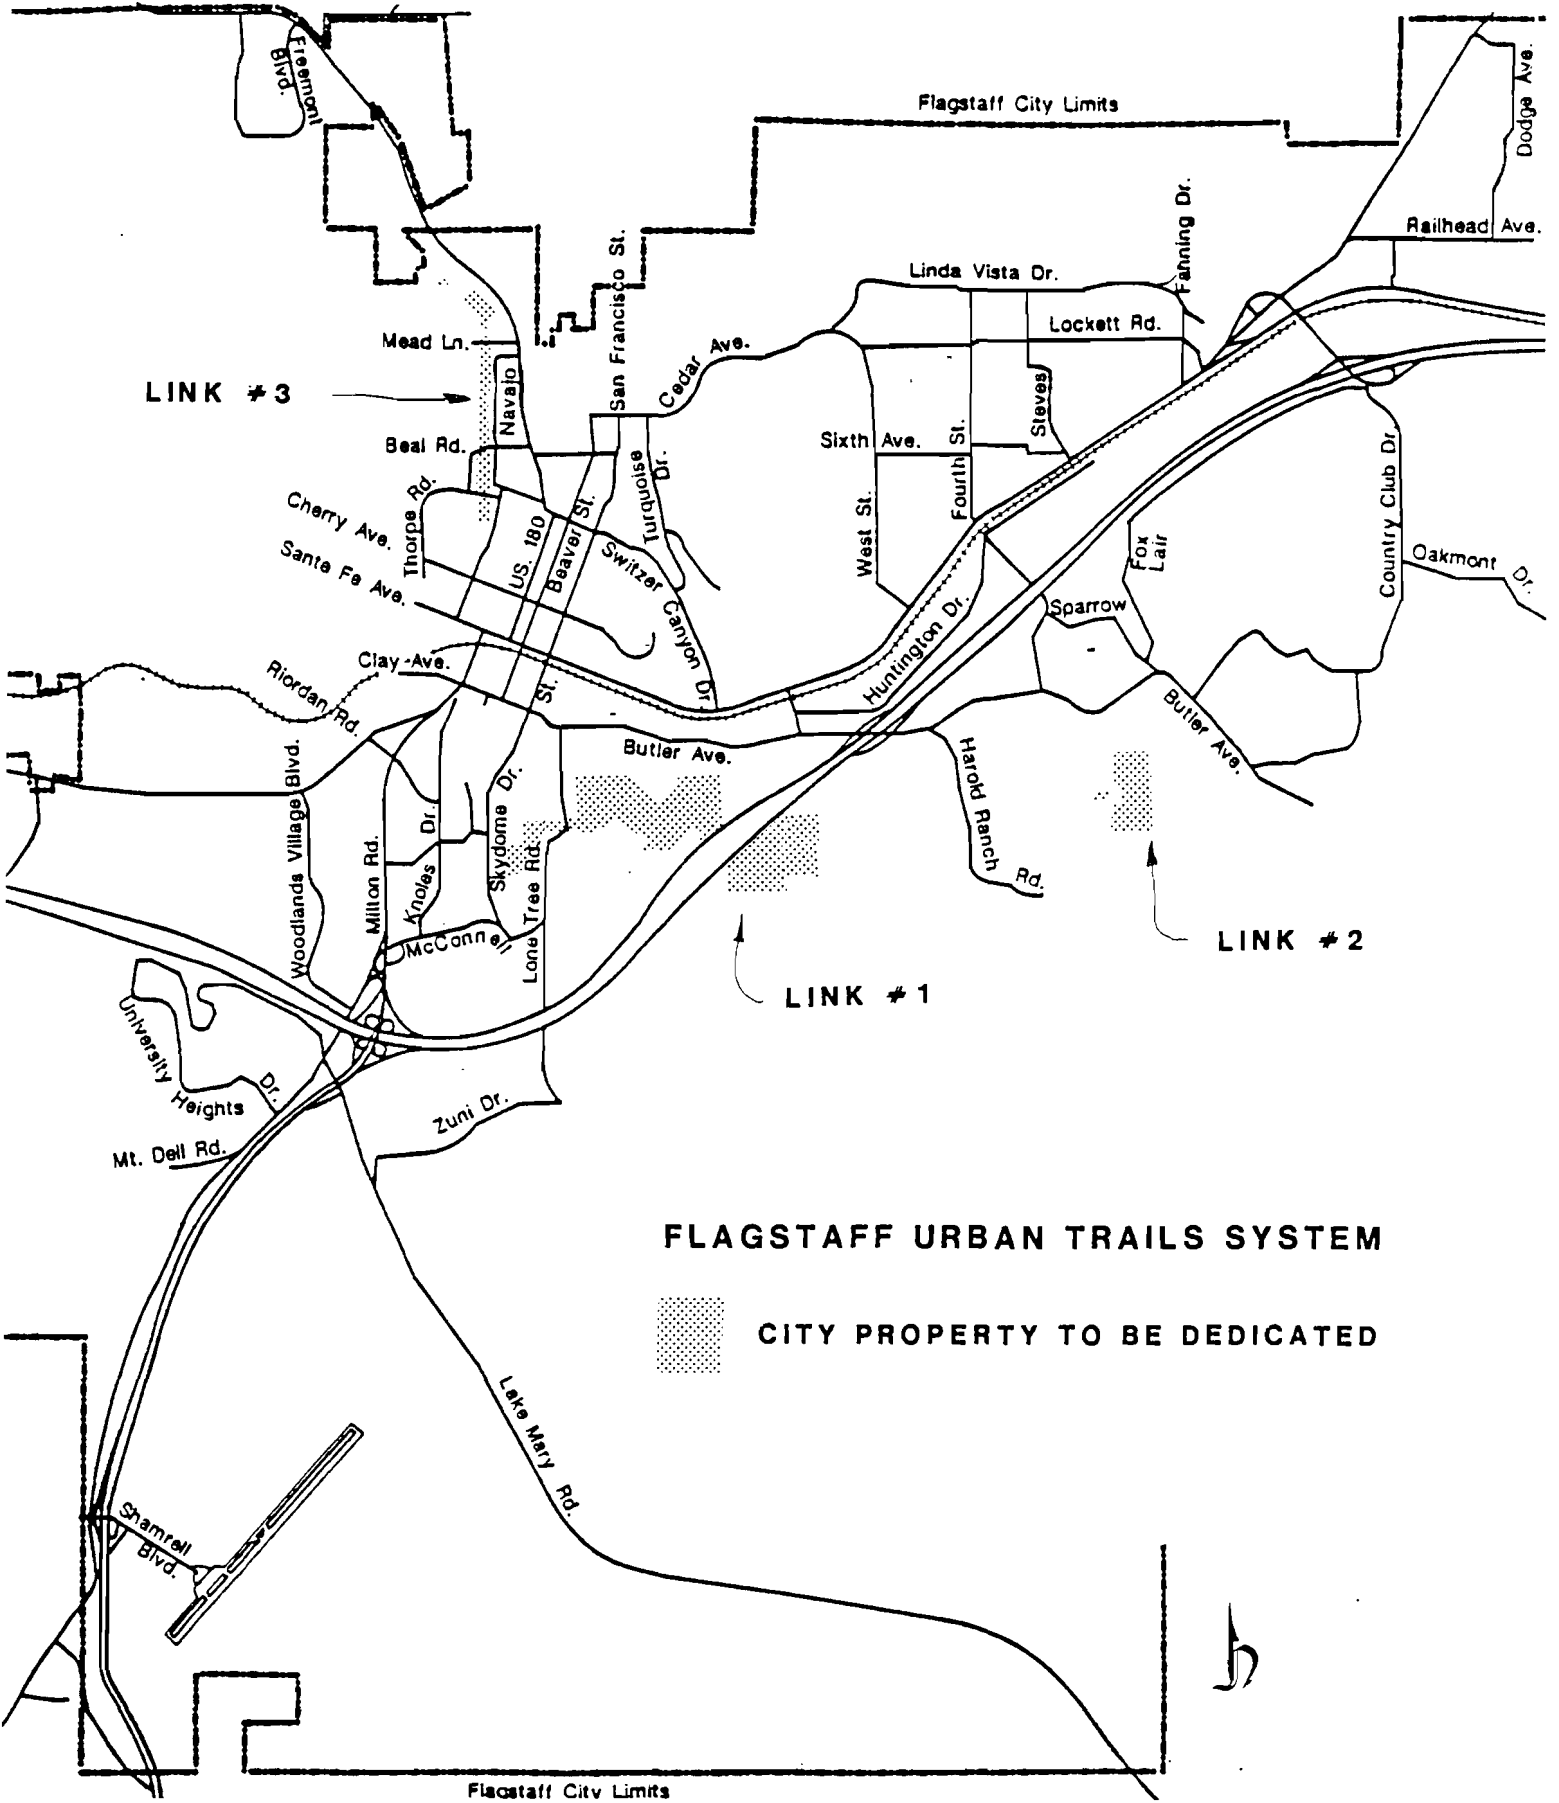 Freemont
Blvd.
Flagstaff City Limits
Dodge Ave.
Railhead Ave.
Fanning Dr.
San Francisco St.
Linda Vista Dr.
Lockett Rd.
Mead Ln.
Cedar Ave.
LINK #3
Navajo
Steves
Beal Rd.
Sixth Ave.
Fourth St.
Turquoise Dr.
Country Club Dr.
Thorpe Rd.
Cherry Ave.
US. 180
Beaver St.
West St.
Switzer Canyon Dr.
Fox
Lair
Oakmont Dr.
Sante Fe Ave.
Sparrow
Huntington Dr.
Clay Ave.
Riordan Rd.
St.
Butler Ave.
Butler Ave.
Woodlands Village Blvd.
Harold Ranch Rd.
Milton Rd.
Knoles Dr.
Skydome Dr.
Lone Tree Rd.
McConnell
LINK #2
LINK #1
University Heights Dr.
Zuni Dr.
Mt. Dell Rd.
FLAGSTAFF URBAN TRAILS SYSTEM
CITY PROPERTY TO BE DEDICATED
Lake Mary Rd.
Shamrell
Blvd.
Flagstaff City Limits